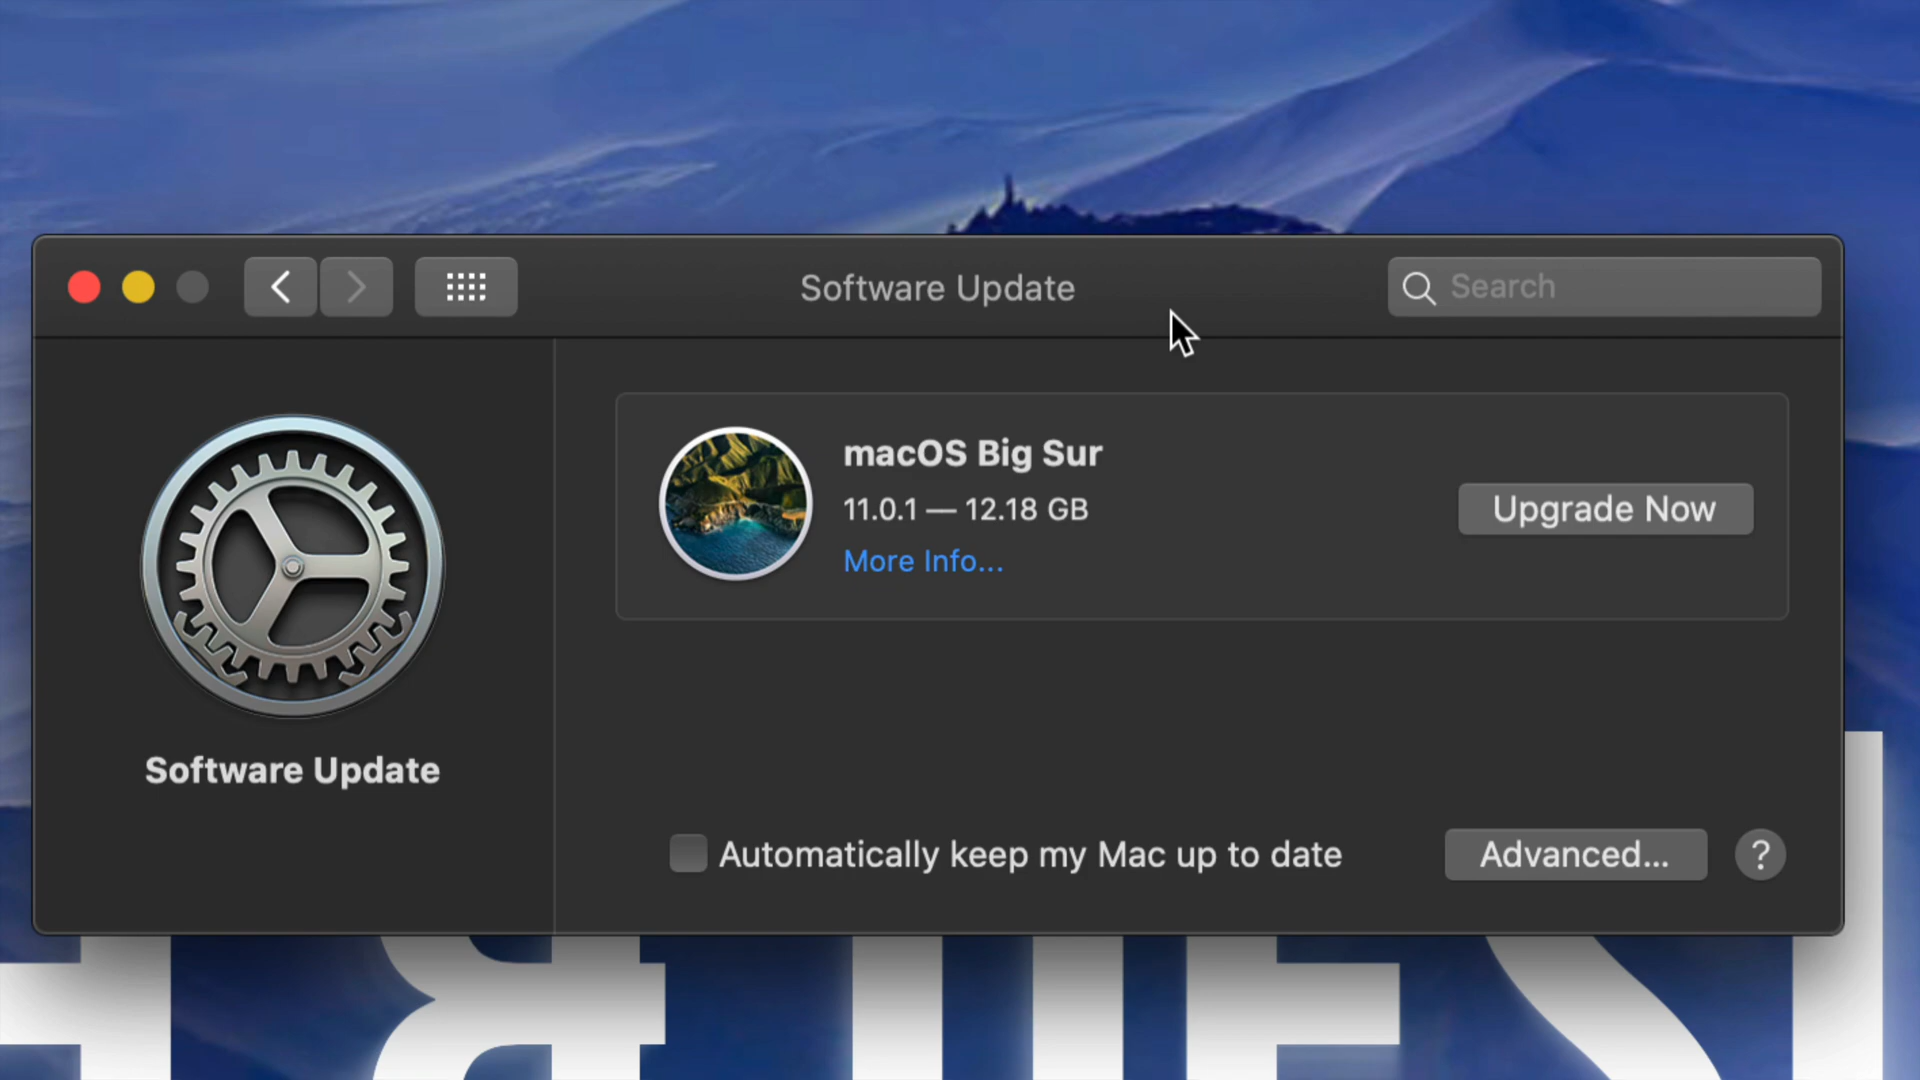 Software Update
Search
macOS Big Sur
11.0.1 — 12.18 GB
More Info...
Upgrade Now
Software Update
Automatically keep my Mac up to date
Advanced...
?